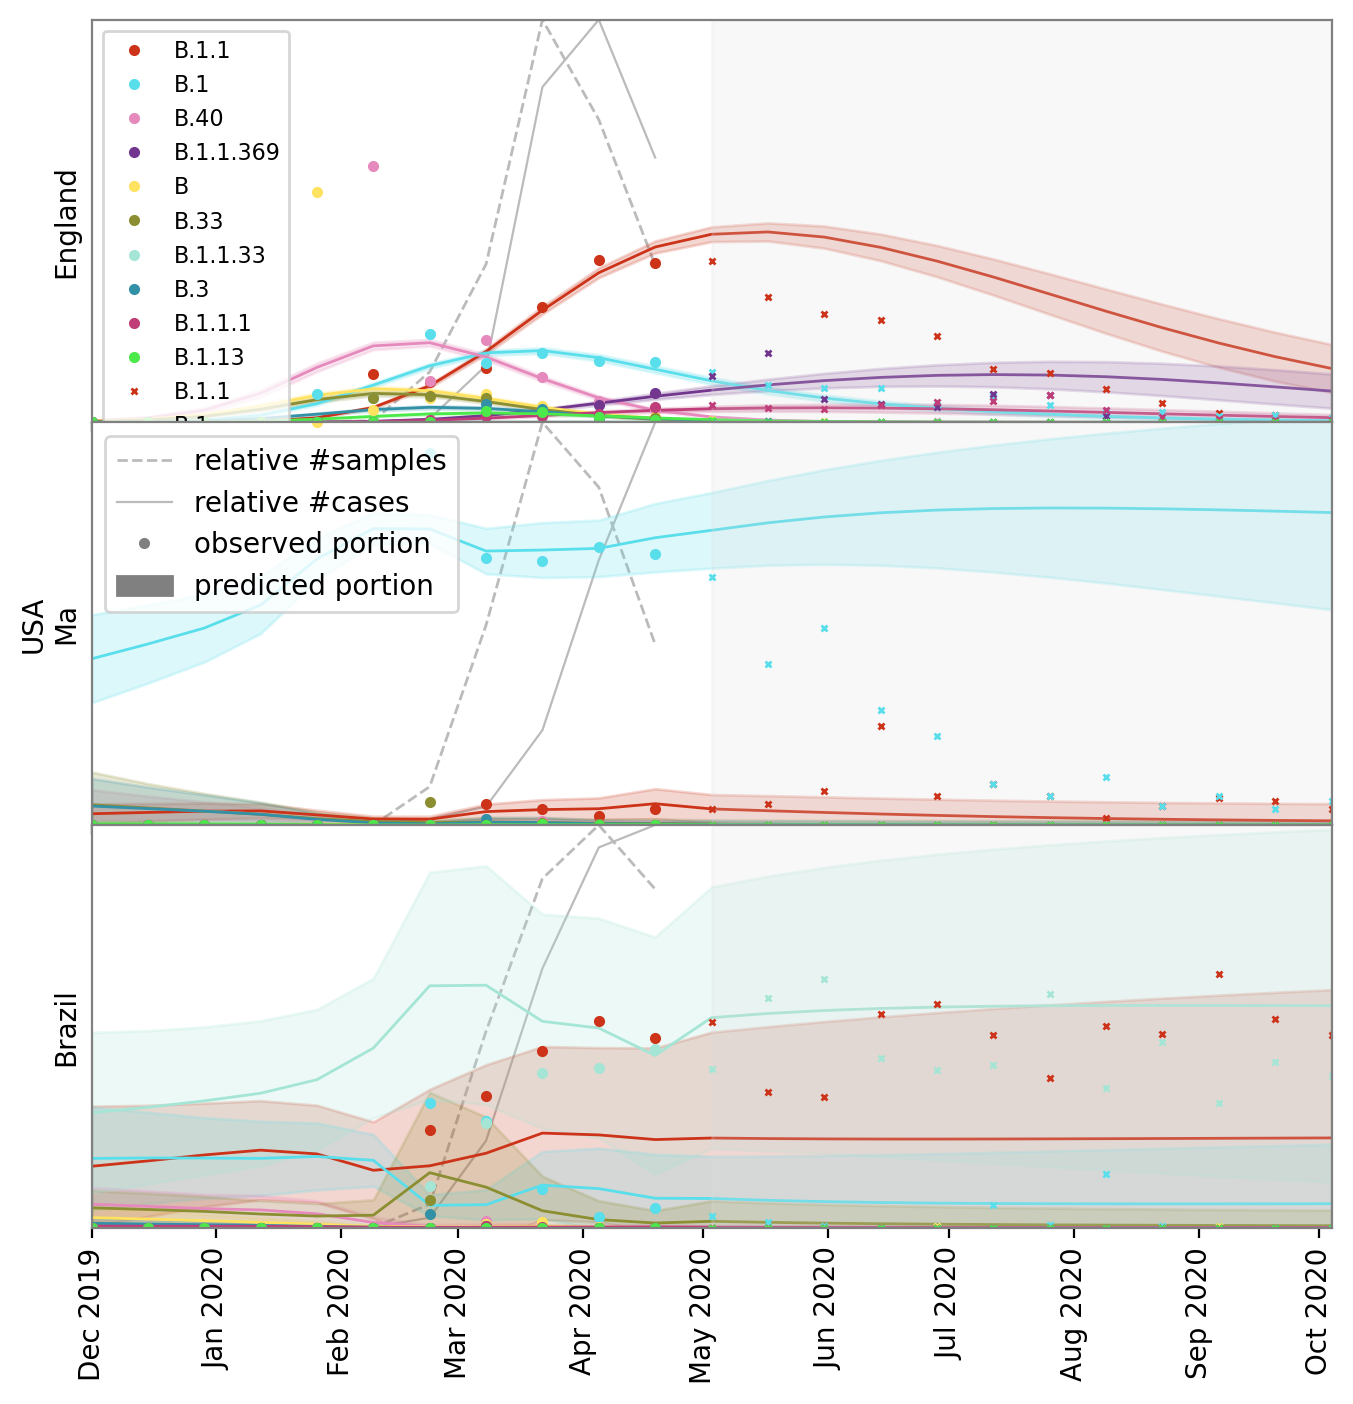 England
B.1.1
B.1
B.40
B.1.1.369
B
B.33
B.1.1.33
B.3
B.1.1.1
B.1.13
B.1.1
B.1
USA
Ma
relative #samples
relative #cases
observed portion
predicted portion
Brazil
Dec 2019
Jan 2020
Feb 2020
Mar 2020
Apr 2020
May 2020
Jun 2020
Jul 2020
Aug 2020
Sep 2020
Oct 2020